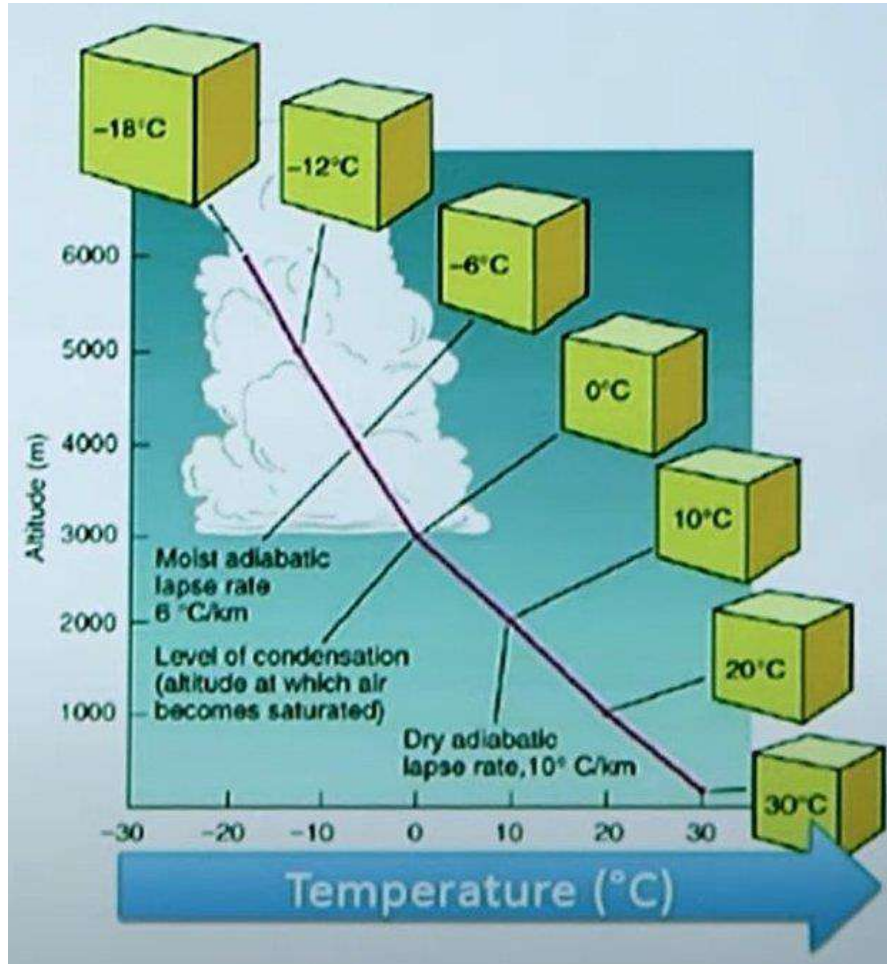 -18°C
-12°C
-6°C
0°C
10°C
20°C
30°C
Altitude (m)
6000
5000
4000
3000
2000
1000
Moist adiabatic
lapse rate
6 °C/km
Level of condensation
(altitude at which air
becomes saturated)
Dry adiabatic
lapse rate, 10° C/km
-30 -20 -10 0 10 20 30
Temperature (°C)